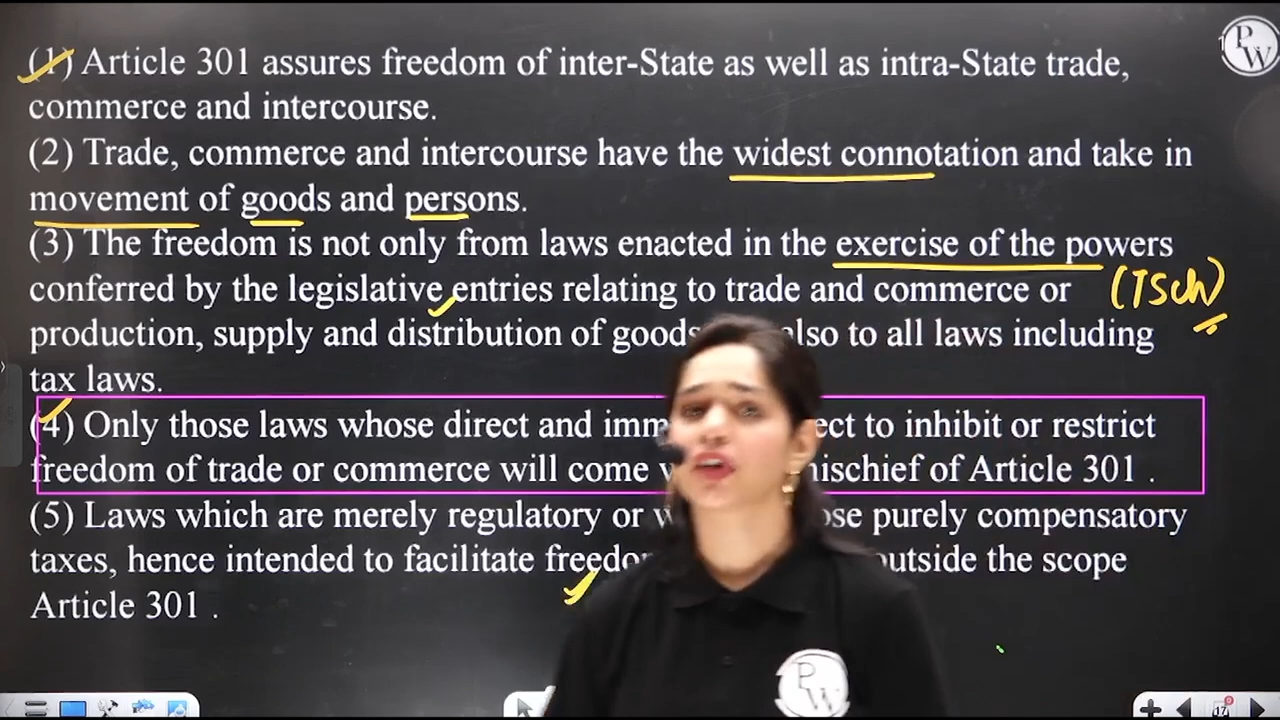 (1) Article 301 assures freedom of inter-State as well as intra-State trade,
commerce and intercourse.
(2) Trade, commerce and intercourse have the widest connotation and take in
movement of goods and persons.
(3) The freedom is not only from laws enacted in the exercise of the powers
conferred by the legislative entries relating to trade and commerce or
production, supply and distribution of goods also to all laws including
tax laws.
(4) Only those laws whose direct and to inhibit or restrict
freedom of trade or commerce will come of Article 301 .
(5) Laws which are merely regulatory or purely compensatory
taxes, hence intended to facilitate outside the scope
Article 301 .
PW
PW